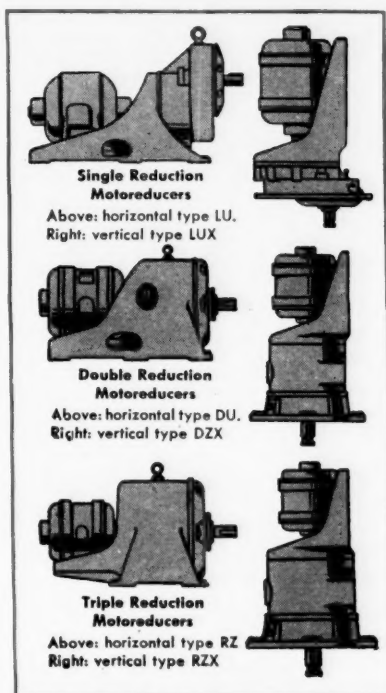 Single Reduction
Motoreducers
Above: horizontal type LU.
Right: vertical type LUX
Double Reduction
Motoreducers
Above: horizontal type DU.
Right: vertical type DZX
Triple Reduction
Motoreducers
Above: horizontal type RZ
Right: vertical type RZX